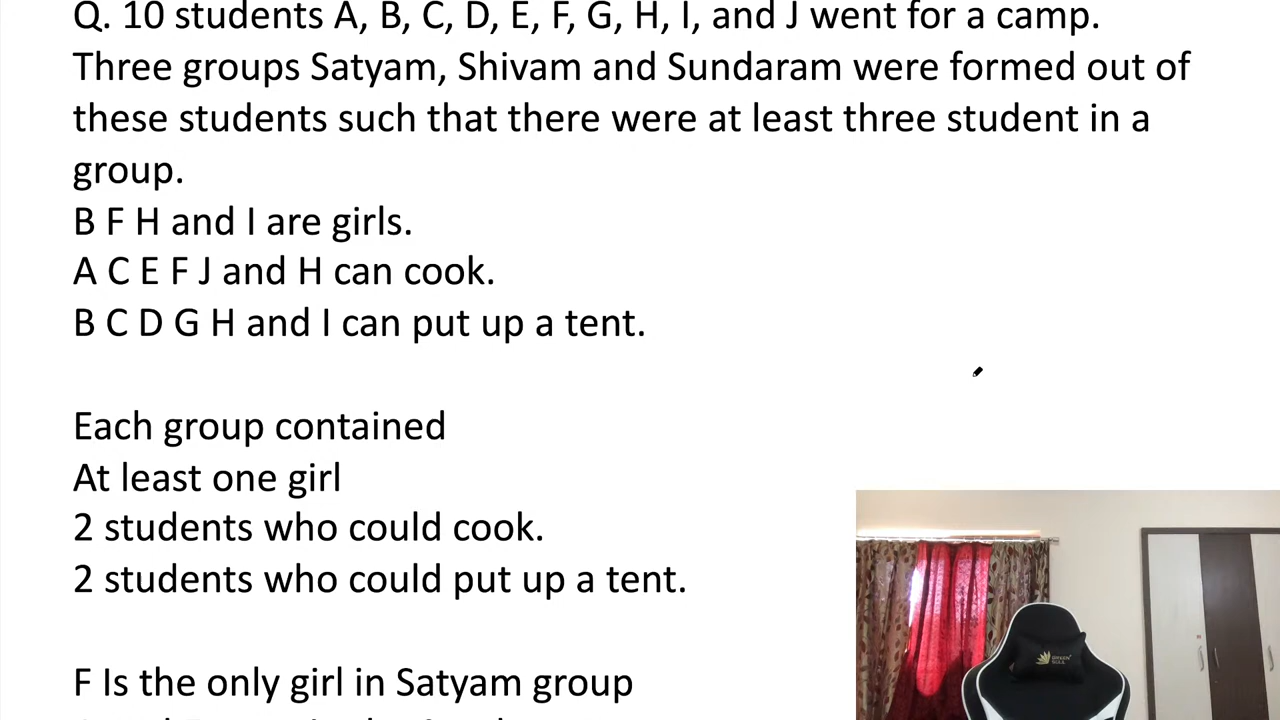 Q. 10 students A, B, C, D, E, F, G, H, I, and J went for a camp.
Three groups Satyam, Shivam and Sundaram were formed out of
these students such that there were at least three student in a
group.
B F H and I are girls.
A C E F J and H can cook.
B C D G H and I can put up a tent.
Each group contained
At least one girl
2 students who could cook.
2 students who could put up a tent.
F Is the only girl in Satyam group